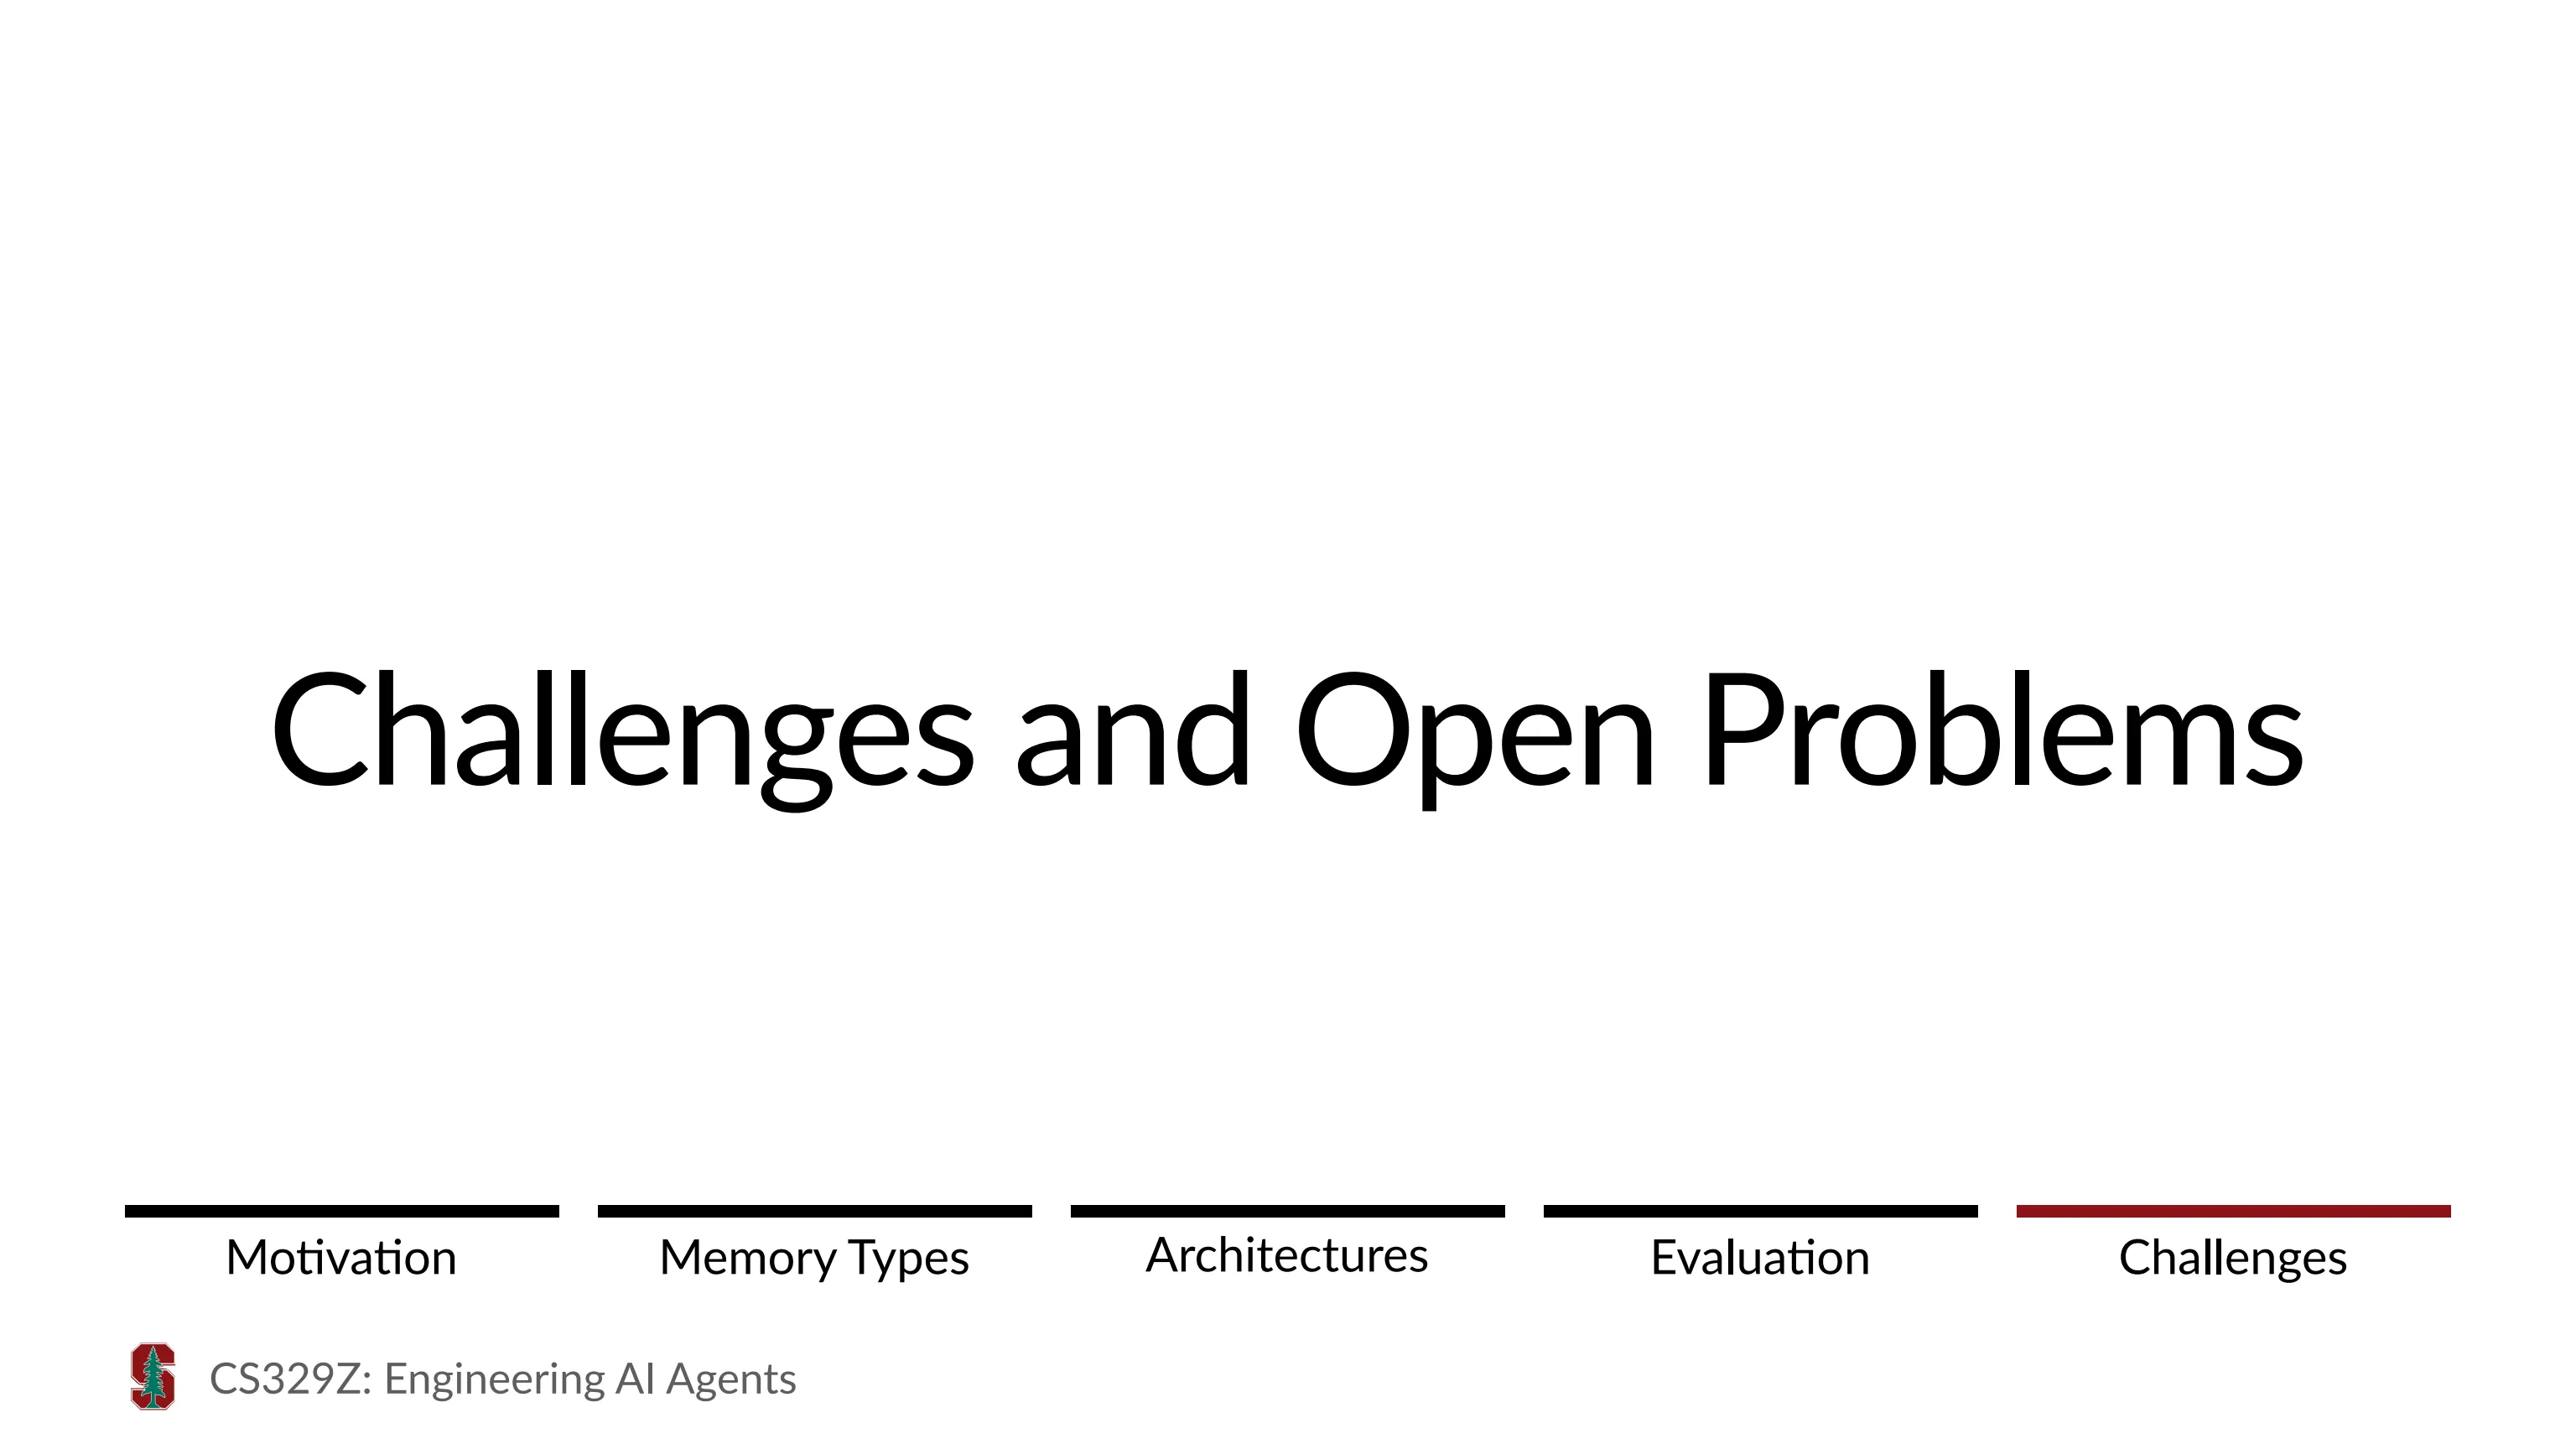 Challenges and Open Problems
Motivation
Memory Types
Architectures
Evaluation
Challenges
CS329Z: Engineering AI Agents